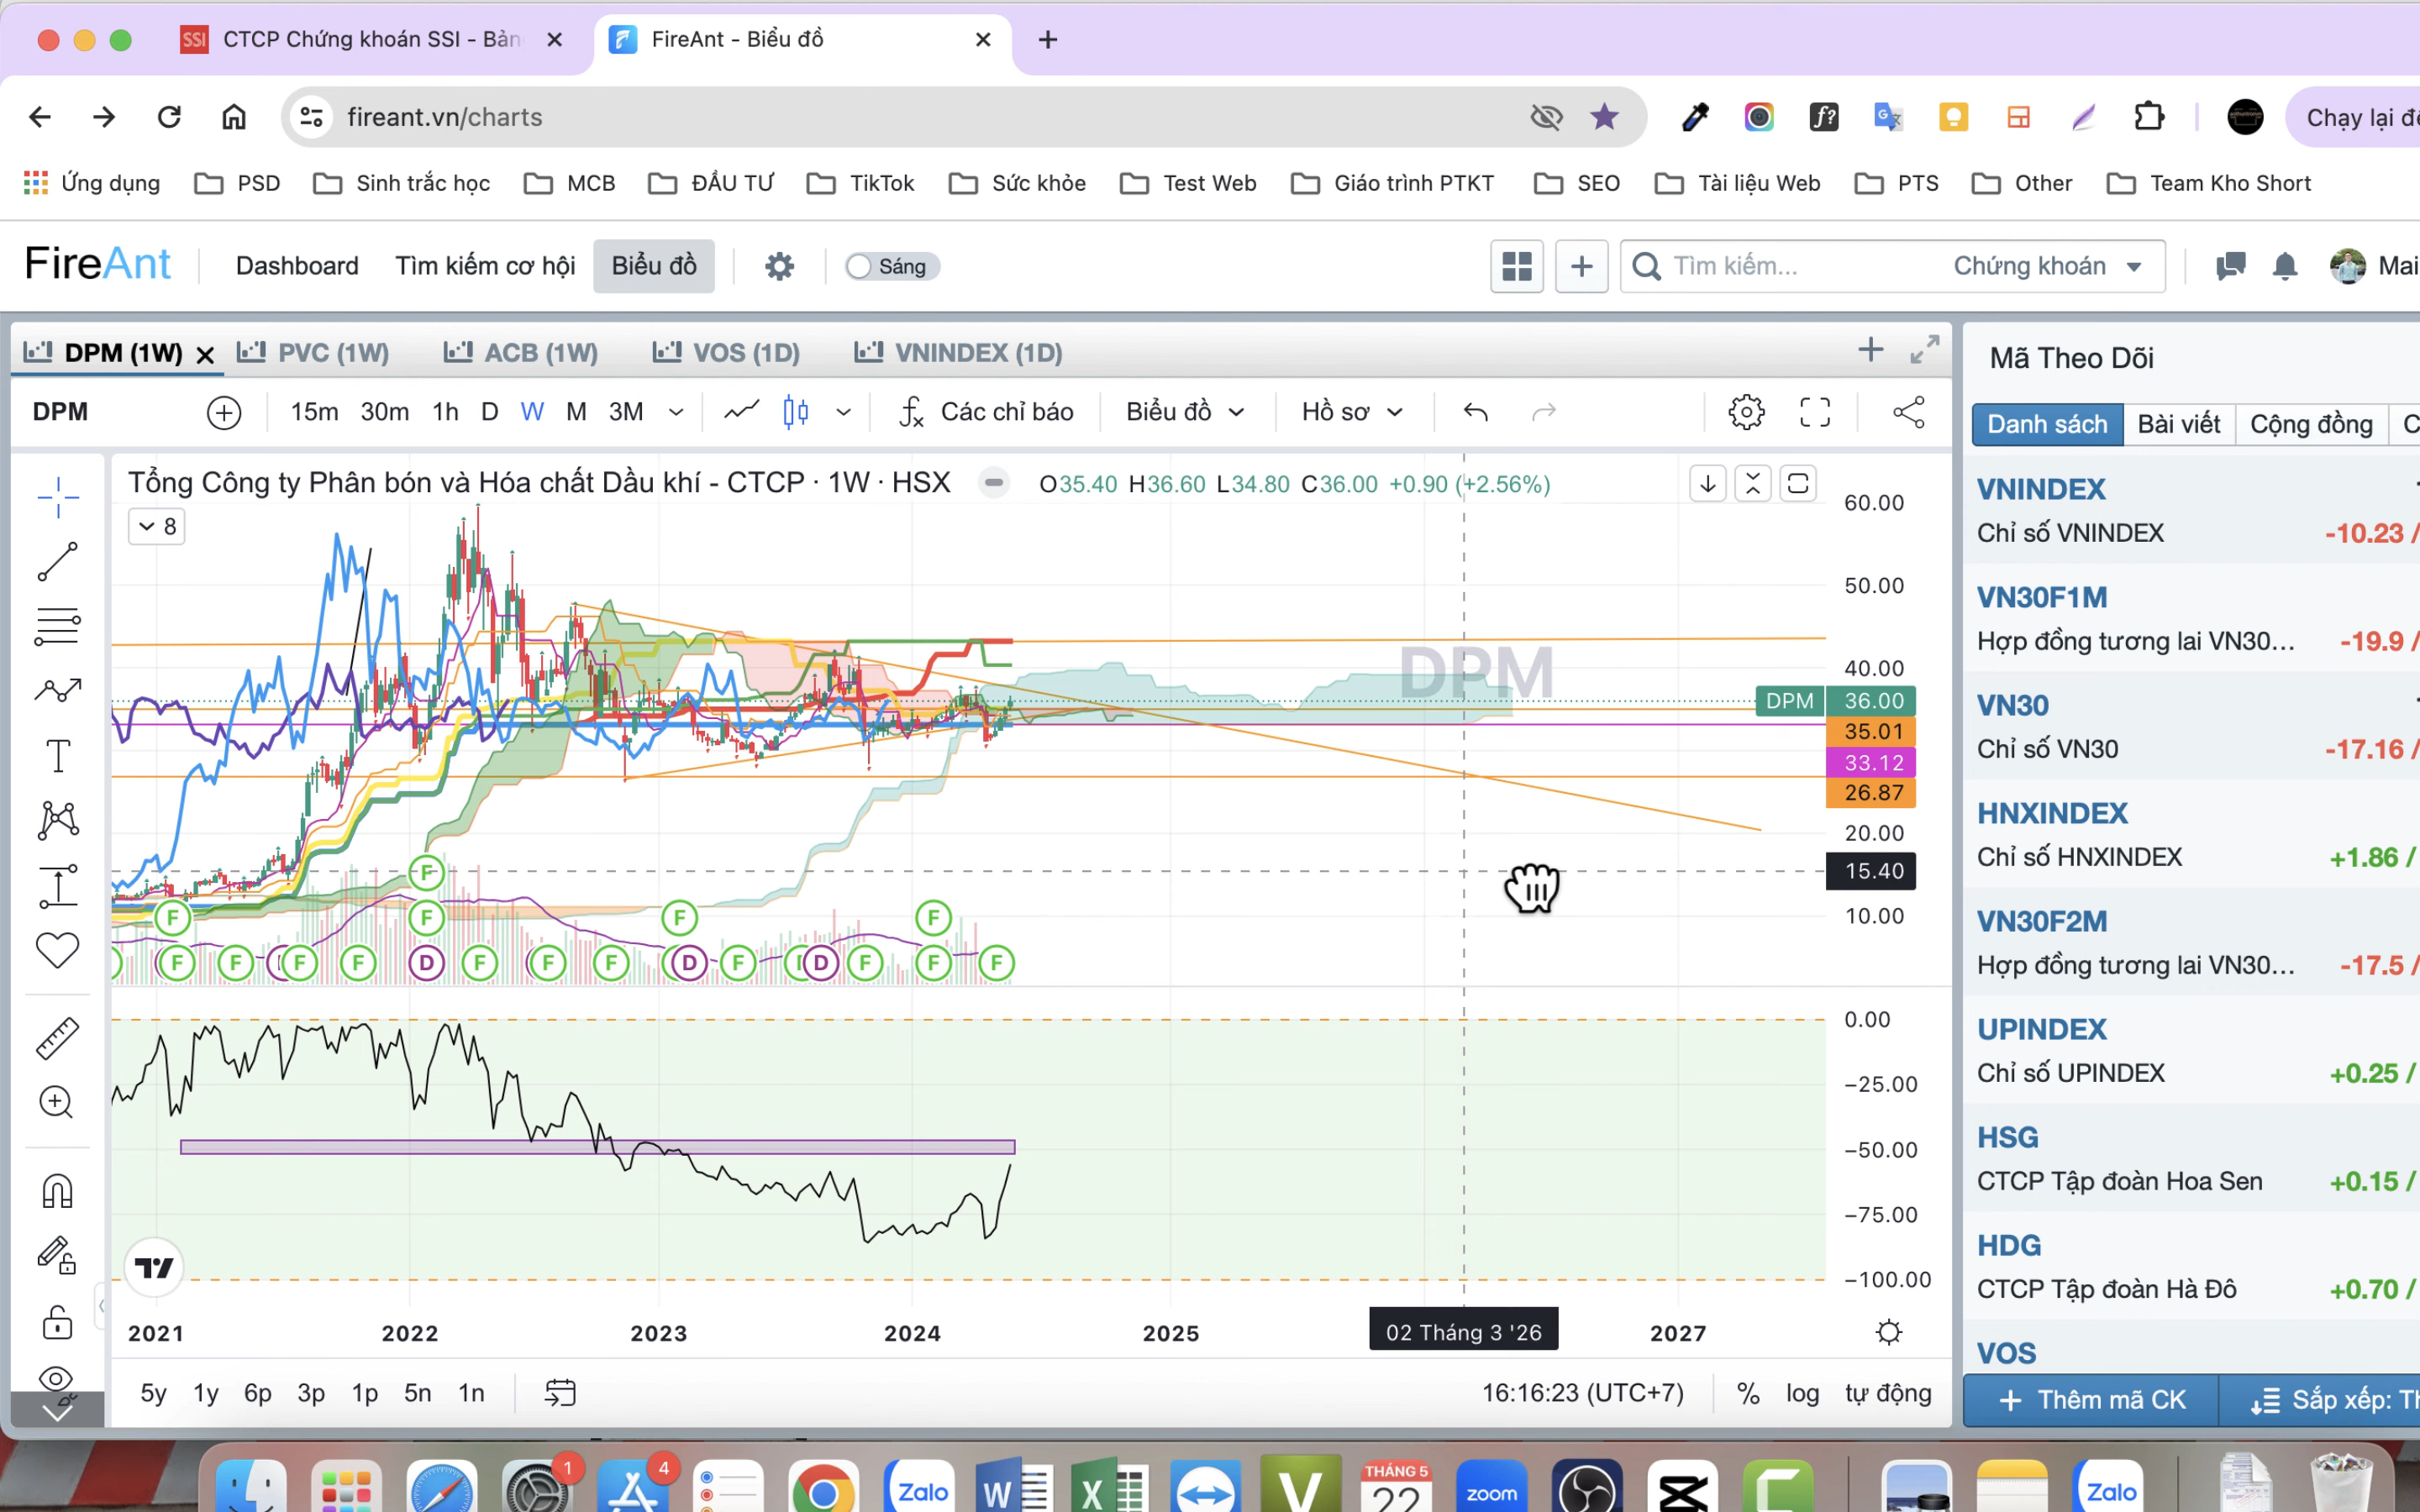 SSI CTCP Chứng khoán SSI - Bản
FireAnt - Biểu đồ
fireant.vn/charts
Chạy lại để
Ứng dụng PSD Sinh trắc học MCB ĐẦU TƯ TikTok Sức khỏe Test Web Giáo trình PTKT SEO Tài liệu Web PTS Other Team Kho Short
FireAnt Dashboard Tìm kiếm cơ hội Biểu đồ Sáng Tìm kiếm... Chứng khoán Mai
DPM (1W) PVC (1W) ACB (1W) VOS (1D) VNINDEX (1D)
DPM 15m 30m 1h D W M 3M Các chỉ báo Biểu đồ Hồ sơ
Tổng Công ty Phân bón và Hóa chất Dầu khí - CTCP · 1W · HSX O35.40 H36.60 L34.80 C36.00 +0.90 (+2.56%)
8
DPM
60.00
50.00
40.00
DPM 36.00
35.01
33.12
26.87
20.00
15.40
10.00
F
F F F F
F F F F D F F F D F D F F F
0.00
−25.00
−50.00
−75.00
−100.00
2021 2022 2023 2024 2025 02 Tháng 3 '26 2027
5y 1y 6p 3p 1p 5n 1n 16:16:23 (UTC+7) % log tự động
Mã Theo Dõi
Danh sách Bài viết Cộng đồng C
VNINDEX
Chỉ số VNINDEX -10.23 /
VN30F1M
Hợp đồng tương lai VN30... -19.9 /
VN30
Chỉ số VN30 -17.16 /
HNXINDEX
Chỉ số HNXINDEX +1.86 /
VN30F2M
Hợp đồng tương lai VN30... -17.5 /
UPINDEX
Chỉ số UPINDEX +0.25 /
HSG
CTCP Tập đoàn Hoa Sen +0.15 /
HDG
CTCP Tập đoàn Hà Đô +0.70 /
VOS
+ Thêm mã CK Sắp xếp: Th
1 4 Zalo W X V THÁNG 5 22 zoom C Zalo